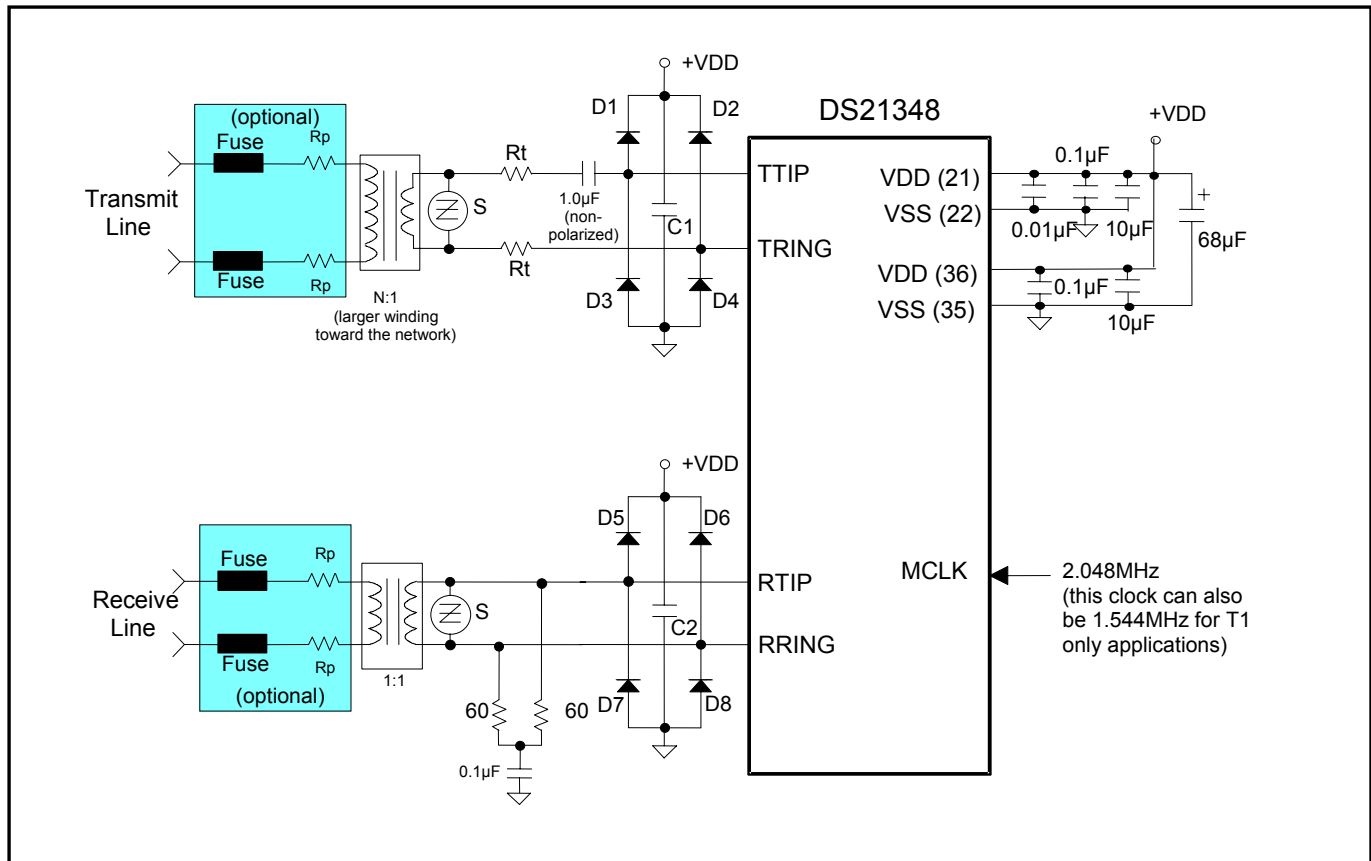 +VDD
(optional)
Fuse
Rp
D1
D2
DS21348
+VDD
Rt
TTIP
VDD (21)
0.1µF
Transmit
Line
S
1.0µF
(non-
polarized)
C1
VSS (22)
0.01µF
10µF
+
68µF
Fuse
Rp
Rt
TRING
VDD (36)
0.1µF
N:1
(larger winding
toward the network)
D3
D4
VSS (35)
10µF
+VDD
D5
D6
Fuse
Rp
RTIP
MCLK
2.048MHz
(this clock can also
be 1.544MHz for T1
only applications)
Receive
Line
S
C2
RRING
Fuse
Rp
(optional)
1:1
60
60
D7
D8
0.1µF